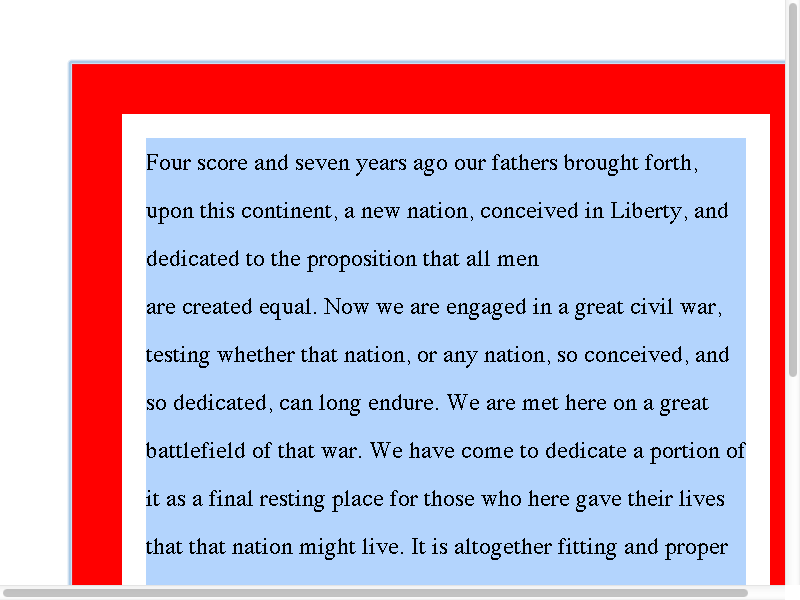 Four score and seven years ago our fathers brought forth,
upon this continent, a new nation, conceived in Liberty, and
dedicated to the proposition that all men
are created equal. Now we are engaged in a great civil war,
testing whether that nation, or any nation, so conceived, and
so dedicated, can long endure. We are met here on a great
battlefield of that war. We have come to dedicate a portion of
it as a final resting place for those who here gave their lives
that that nation might live. It is altogether fitting and proper